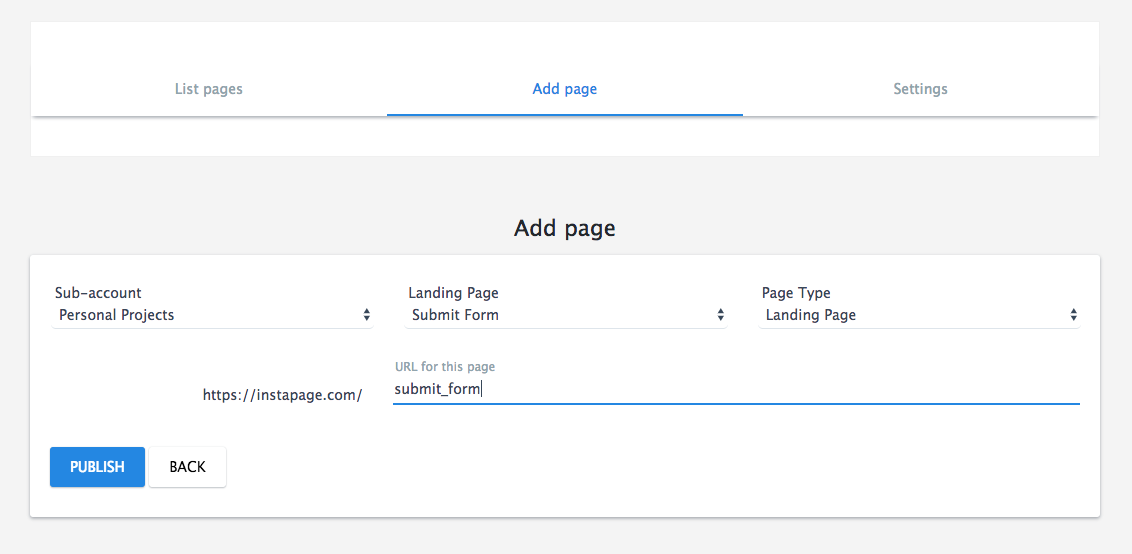 List pages Add page Settings
Add page
Sub-account Landing Page Page Type
Personal Projects Submit Form Landing Page
URL for this page
https://instapage.com/ submit_form
PUBLISH BACK